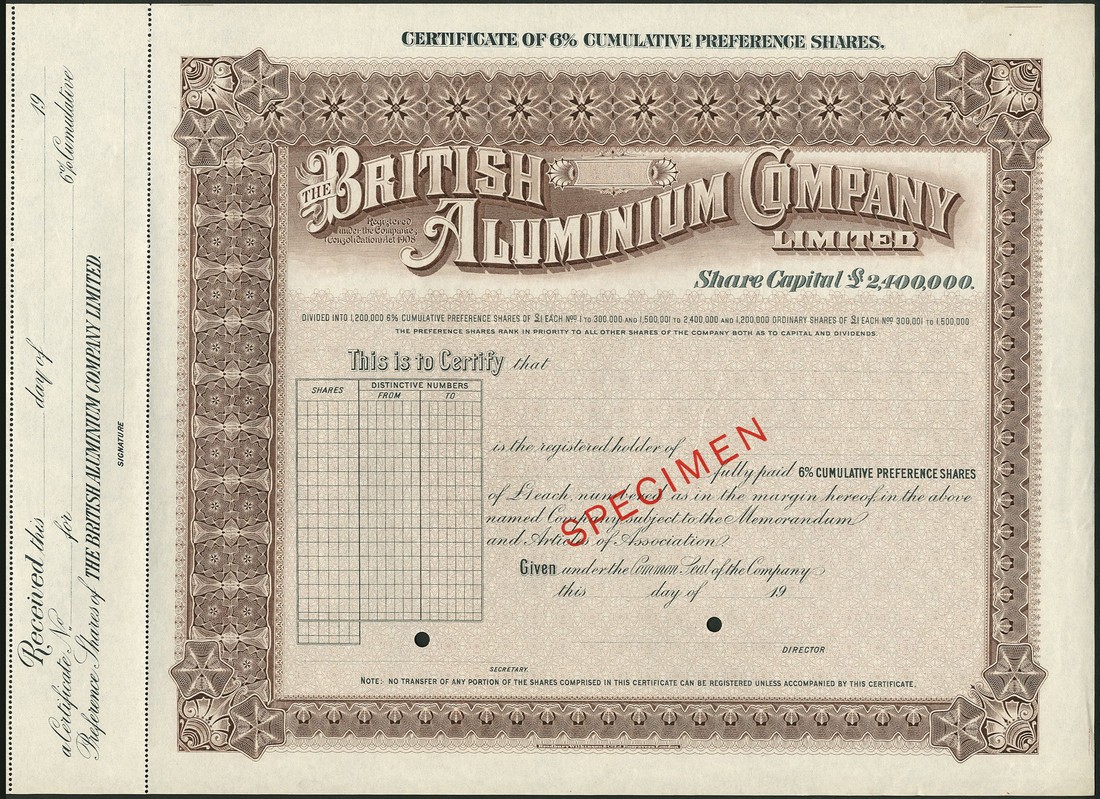 CERTIFICATE OF 6% CUMULATIVE PREFERENCE SHARES.
THE BRITISH
ALUMINIUM COMPANY
LIMITED
Registered
under the Companies
(Consolidation) Act 1908
Share Capital £2,400,000.
DIVIDED INTO 1,200,000 6% CUMULATIVE PREFERENCE SHARES OF £1 EACH Nos 1 TO 300,000 AND 1,500,001 TO 2,400,000 AND 1,200,000 ORDINARY SHARES OF £1 EACH Nos 300,001 TO 1,500,000
THE PREFERENCE SHARES RANK IN PRIORITY TO ALL OTHER SHARES OF THE COMPANY BOTH AS TO CAPITAL AND DIVIDENDS.
This is to Certify that
SHARES DISTINCTIVE NUMBERS
FROM TO
is the registered holder of
fully paid 6% CUMULATIVE PREFERENCE SHARES
of £1 each, numbered as in the margin hereof in the above
named Company, subject to the Memorandum
and Articles of Association.
Given under the Common Seal of the Company
this day of 19
SPECIMEN
DIRECTOR
SECRETARY.
NOTE: NO TRANSFER OF ANY PORTION OF THE SHARES COMPRISED IN THIS CERTIFICATE CAN BE REGISTERED UNLESS ACCOMPANIED BY THIS CERTIFICATE.
Received this day of 19
a Certificate No for 6% Cumulative
Preference Shares of THE BRITISH ALUMINIUM COMPANY LIMITED.
SIGNATURE